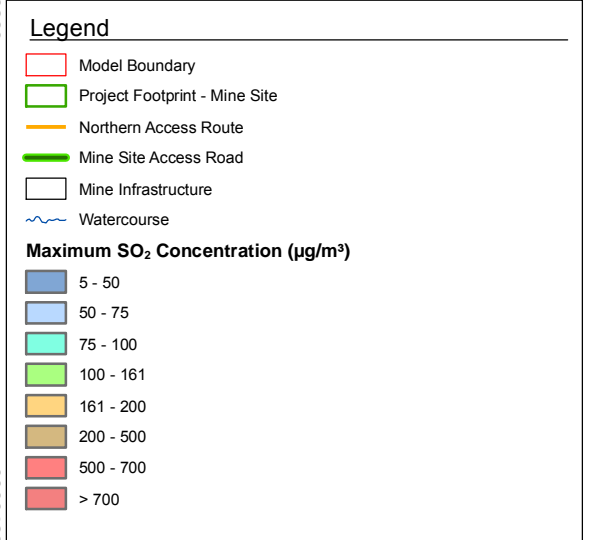 Legend
Model Boundary
Project Footprint - Mine Site
Northern Access Route
Mine Site Access Road
Mine Infrastructure
Watercourse
Maximum SO₂ Concentration (µg/m³)
5 - 50
50 - 75
75 - 100
100 - 161
161 - 200
200 - 500
500 - 700
> 700